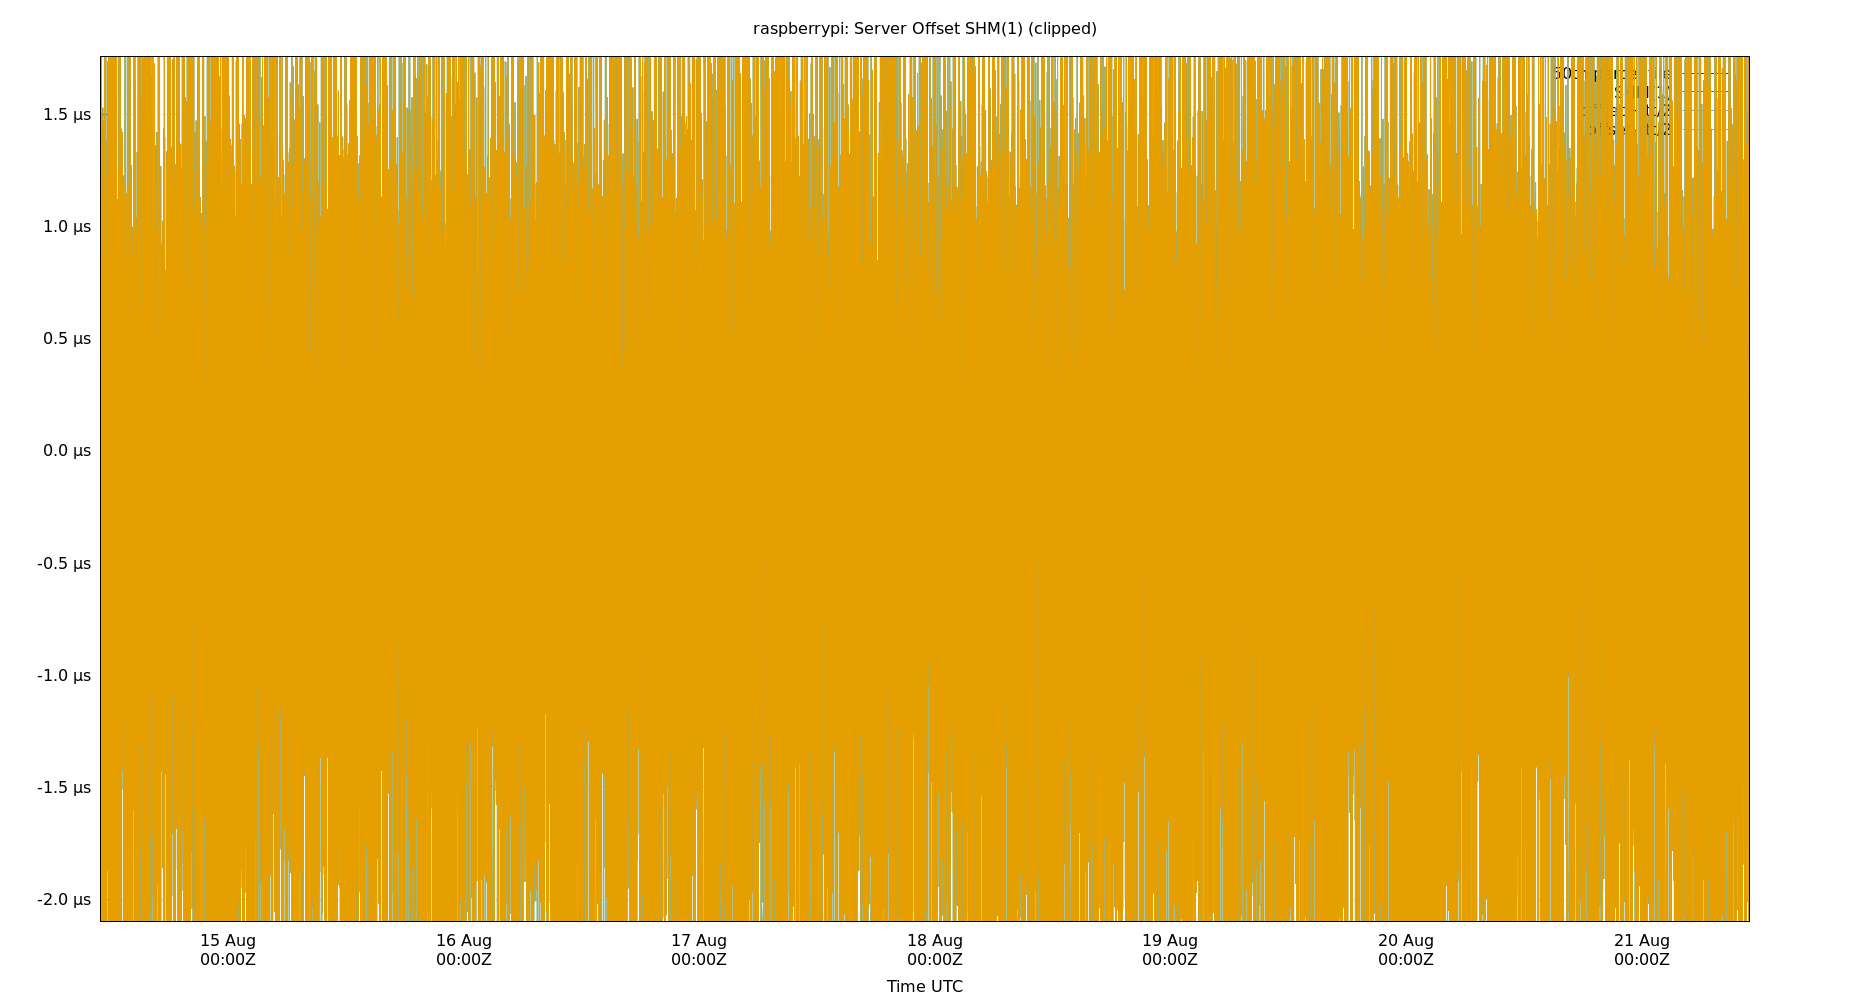 raspberrypi: Server Offset SHM(1) (clipped)
1.5 µs
1.0 µs
0.5 µs
0.0 µs
-0.5 µs
-1.0 µs
-1.5 µs
-2.0 µs
15 Aug 16 Aug 17 Aug 18 Aug 19 Aug 20 Aug 21 Aug
00:00Z 00:00Z 00:00Z 00:00Z 00:00Z 00:00Z 00:00Z
Time UTC